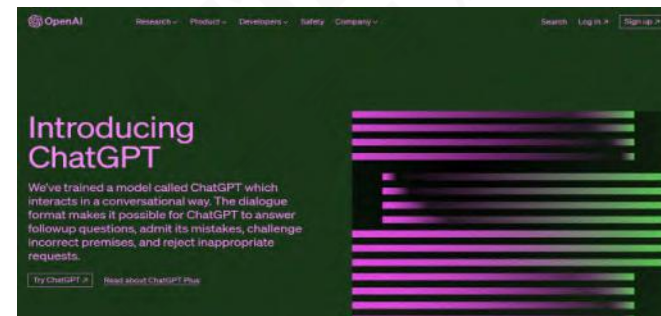 OpenAI Research Product Developers Safety Company Search Log in ↗ Sign up ↗
Introducing
ChatGPT
We've trained a model called ChatGPT which
interacts in a conversational way. The dialogue
format makes it possible for ChatGPT to answer
followup questions, admit its mistakes, challenge
incorrect premises, and reject inappropriate
requests.
Try ChatGPT ↗ Read about ChatGPT Plus